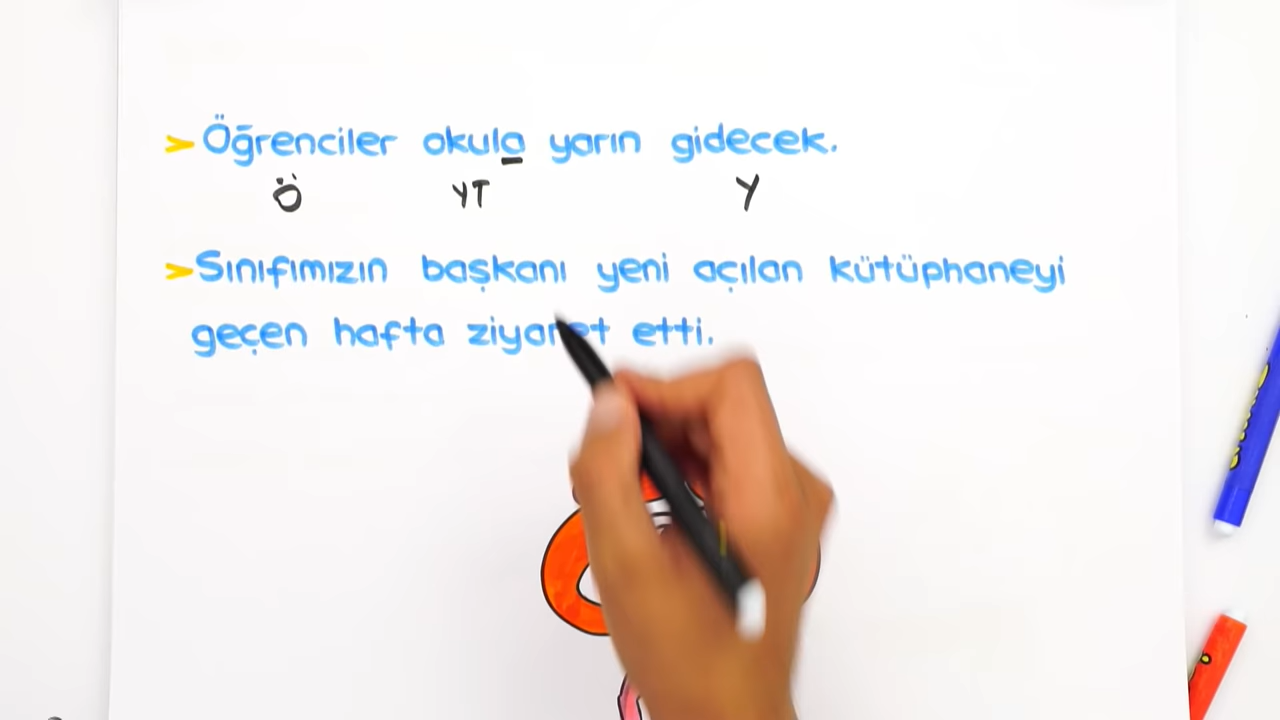 > Öğrenciler okula yarın gidecek.
Ö YT Y
> Sınıfımızın başkanı yeni açılan kütüphaneyi
geçen hafta ziyaret etti.